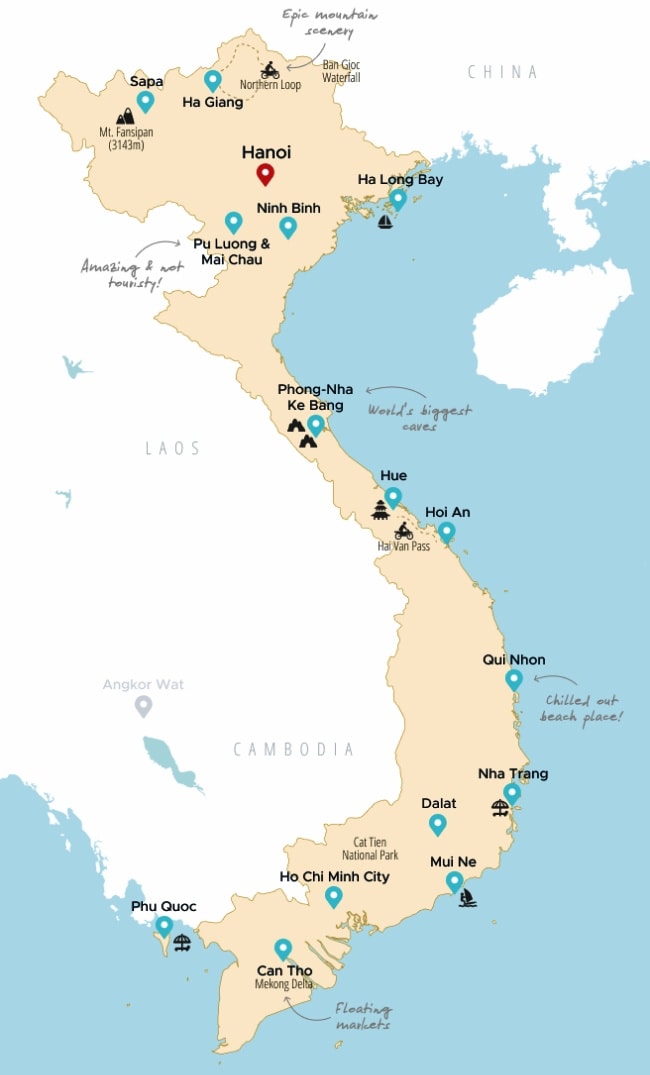 Epic mountain
scenery
CHINA
Ban Gioc
Waterfall
Northern Loop
Sapa
Ha Giang
Mt. Fansipan
(3143m)
Hanoi
Ha Long Bay
Ninh Binh
Pu Luong &
Mai Chau
Amazing & not
touristy!
Phong-Nha
Ke Bang
World's biggest
caves
LAOS
Hue
Hoi An
Hai Van Pass
Qui Nhon
Angkor Wat
Chilled out
beach place!
CAMBODIA
Nha Trang
Dalat
Cat Tien
National Park
Mui Ne
Ho Chi Minh City
Phu Quoc
Can Tho
Mekong Delta
Floating
markets